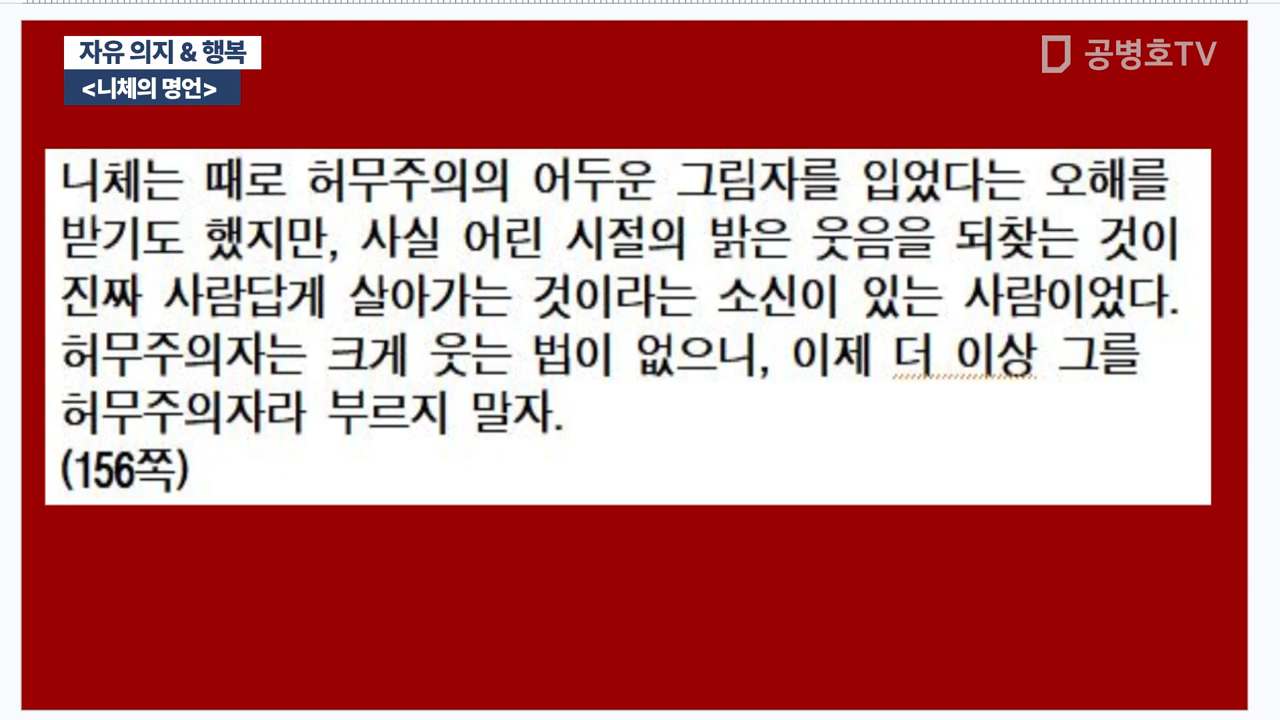 자유 의지 & 행복
<니체의 명언>
공병호TV
니체는 때로 허무주의의 어두운 그림자를 입었다는 오해를
받기도 했지만, 사실 어린 시절의 밝은 웃음을 되찾는 것이
진짜 사람답게 살아가는 것이라는 소신이 있는 사람이었다.
허무주의자는 크게 웃는 법이 없으니, 이제 더 이상 그를
허무주의자라 부르지 말자.
(156쪽)